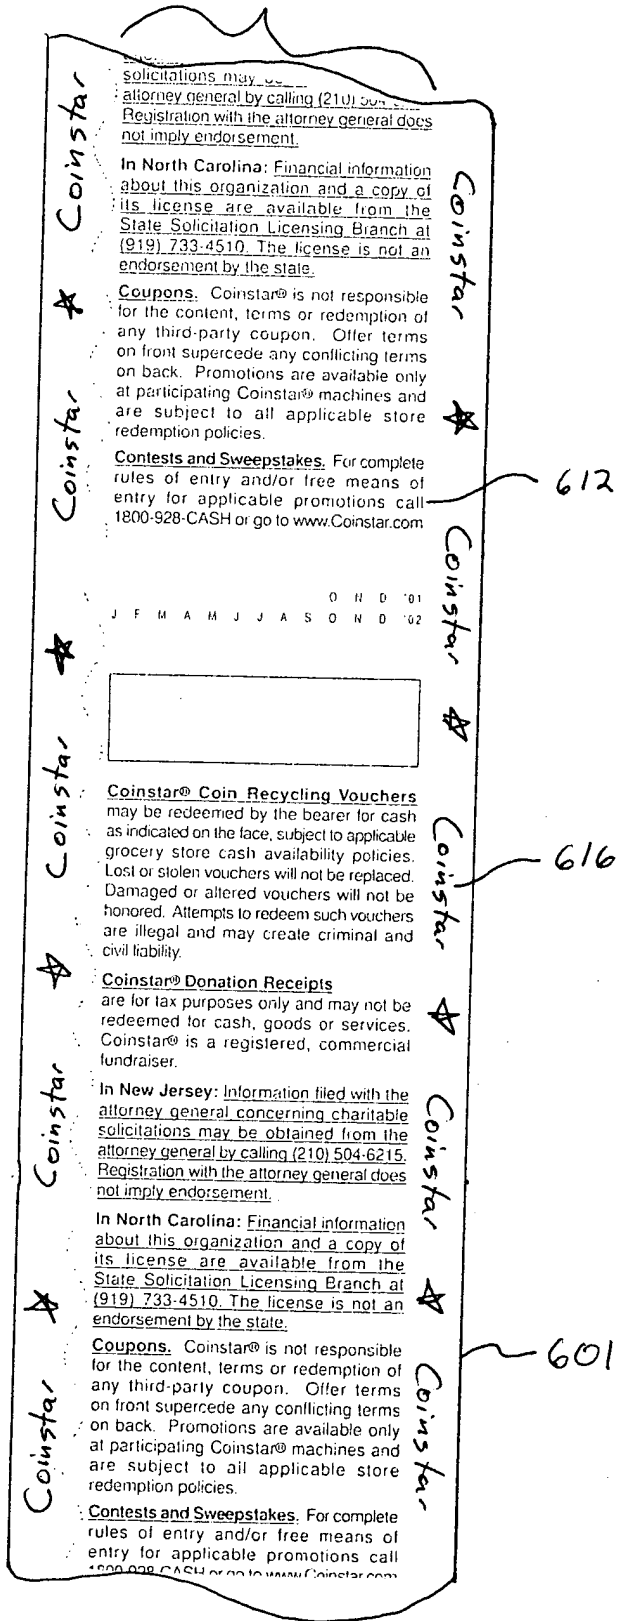 solicitations may
attorney general by calling (210) 504
Registration with the attorney general does
not imply endorsement.
In North Carolina: Financial information
about this organization and a copy of
its license are available from the
State Solicitation Licensing Branch at
(919) 733-4510. The license is not an
endorsement by the state.
Coupons. Coinstar® is not responsible
for the content, terms or redemption of
any third-party coupon. Offer terms
on front supercede any conflicting terms
on back. Promotions are available only
at participating Coinstar® machines and
are subject to all applicable store
redemption policies.
Contests and Sweepstakes. For complete
rules of entry and/or free means of
entry for applicable promotions call
1800-928-CASH or go to www.Coinstar.com
O N D '01
J F M A M J J A S O N D '02
Coinstar® Coin Recycling Vouchers
may be redeemed by the bearer for cash
as indicated on the face, subject to applicable
grocery store cash availability policies.
Lost or stolen vouchers will not be replaced.
Damaged or altered vouchers will not be
honored. Attempts to redeem such vouchers
are illegal and may create criminal and
civil liability.
Coinstar® Donation Receipts
are for tax purposes only and may not be
redeemed for cash, goods or services.
Coinstar® is a registered, commercial
fundraiser.
In New Jersey: Information filed with the
attorney general concerning charitable
solicitations may be obtained from the
attorney general by calling (210) 504-6215.
Registration with the attorney general does
not imply endorsement.
In North Carolina: Financial information
about this organization and a copy of
its license are available from the
State Solicitation Licensing Branch at
(919) 733-4510. The license is not an
endorsement by the state.
Coupons. Coinstar® is not responsible
for the content, terms or redemption of
any third-party coupon. Offer terms
on front supercede any conflicting terms
on back. Promotions are available only
at participating Coinstar® machines and
are subject to all applicable store
redemption policies.
Contests and Sweepstakes. For complete
rules of entry and/or free means of
entry for applicable promotions call
1800-928-CASH or go to www.Coinstar.com
Coinstar
Coinstar
Coinstar
Coinstar
Coinstar
Coinstar
Coinstar
Coinstar
Coinstar
Coinstar
612
616
601